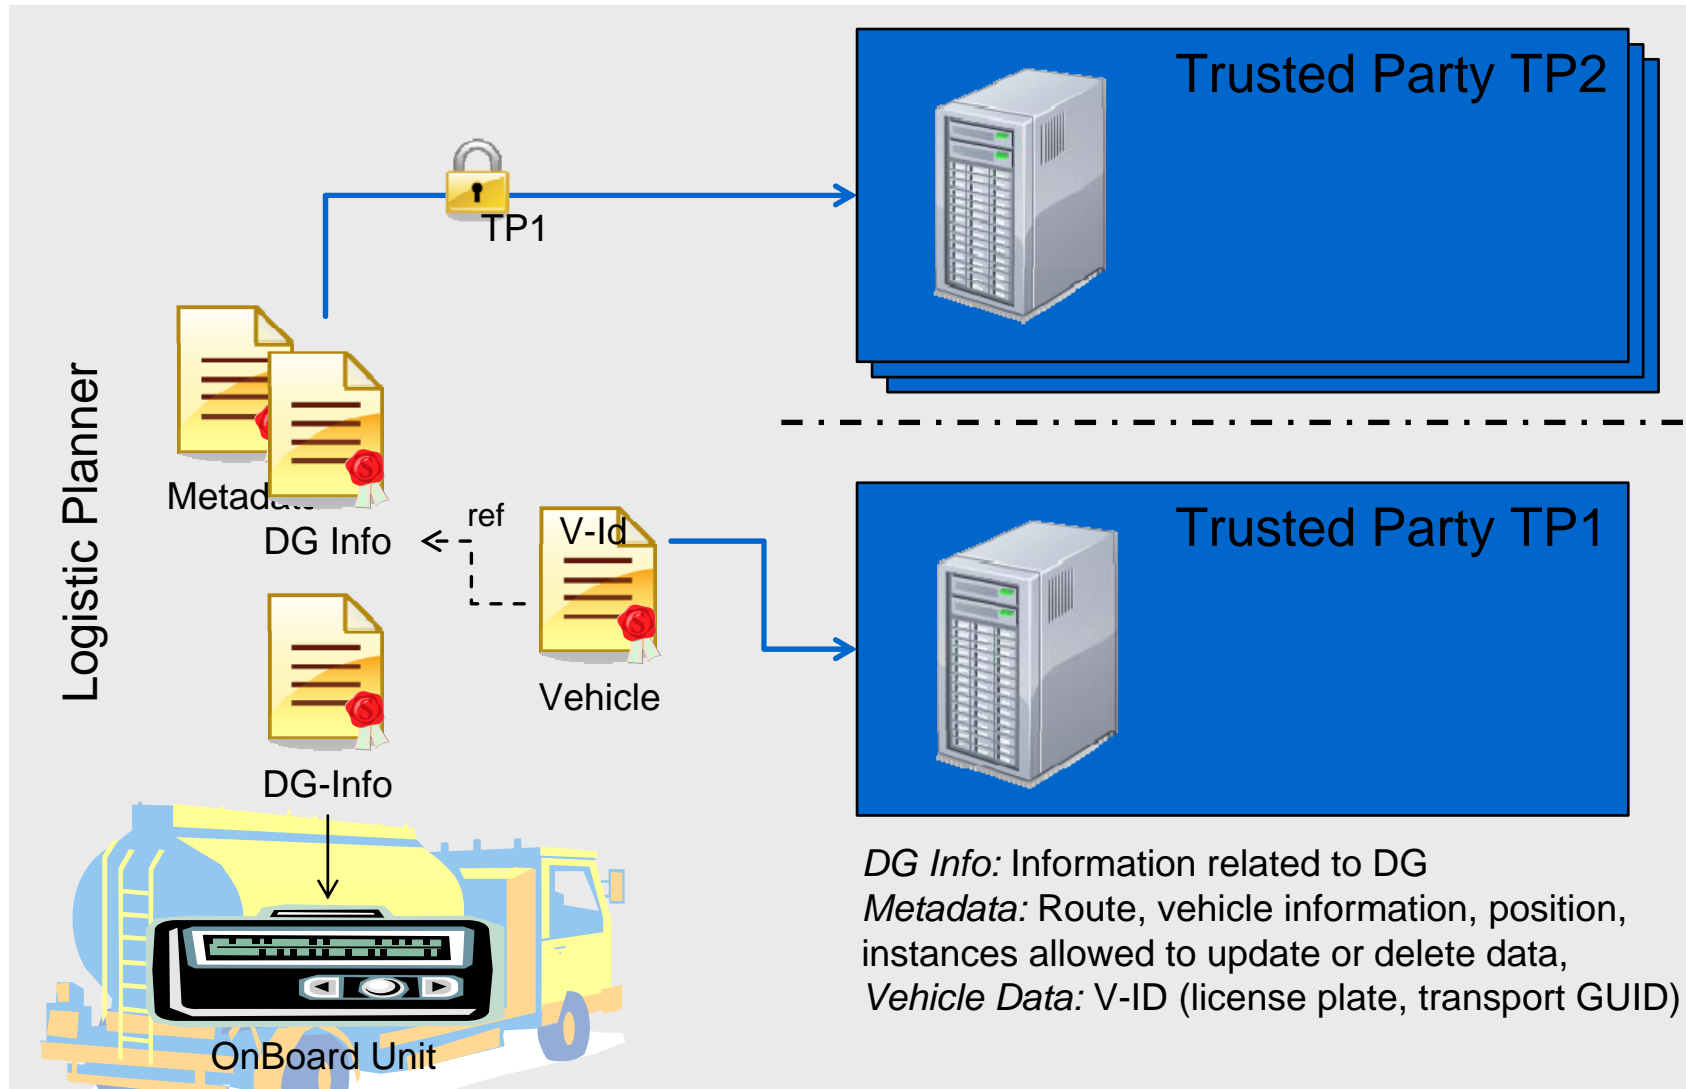 Trusted Party TP2
TP1
Logistic Planner
Metadata
DG Info
ref
V-Id
Vehicle
Trusted Party TP1
DG-Info
OnBoard Unit
DG Info: Information related to DG
Metadata: Route, vehicle information, position,
instances allowed to update or delete data,
Vehicle Data: V-ID (license plate, transport GUID)